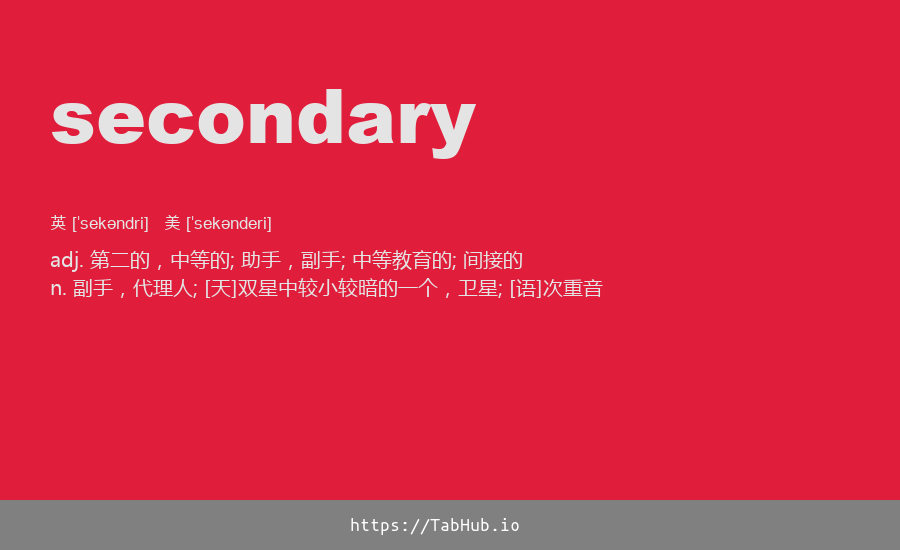 secondary
英 ['sekəndri] 美 ['sekənderi]
adj. 第二的，中等的; 助手，副手; 中等教育的; 间接的
n. 副手，代理人; [天]双星中较小较暗的一个，卫星; [语]次重音
https://TabHub.io